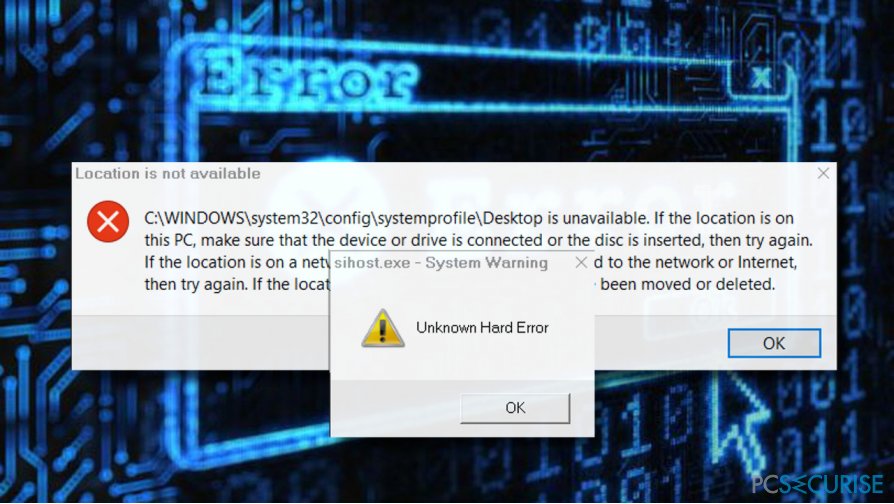 Error
x
Location is not available
C:\WINDOWS\system32\config\systemprofile\Desktop is unavailable. If the location is on
this PC, make sure that the device or drive is connected or the disc is inserted, then try again.
If the location is on a net
d to the network or Internet,
then try again. If the locat
been moved or deleted.
OK
sihost.exe - System Warning
Unknown Hard Error
OK
PCSECURISE